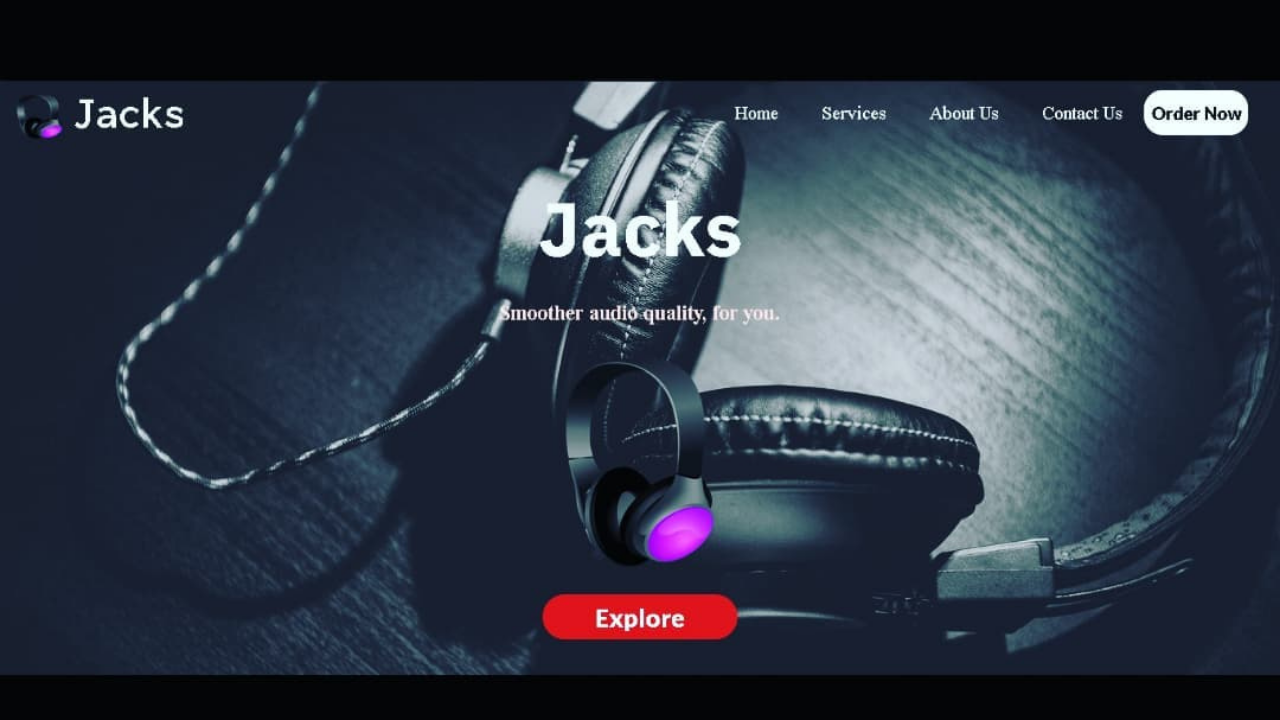 Jacks
Home Services About Us Contact Us Order Now
Jacks
Smoother audio quality, for you.
Explore